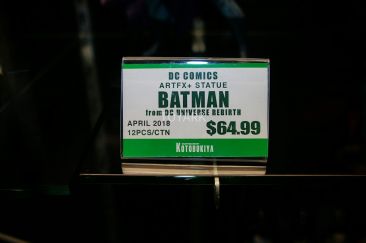 DC COMICS
ARTFX+ STATUE
BATMAN
from DC UNIVERSE REBIRTH
APRIL 2018
12PCS/CTN
$64.99
KOTOBUKIYA